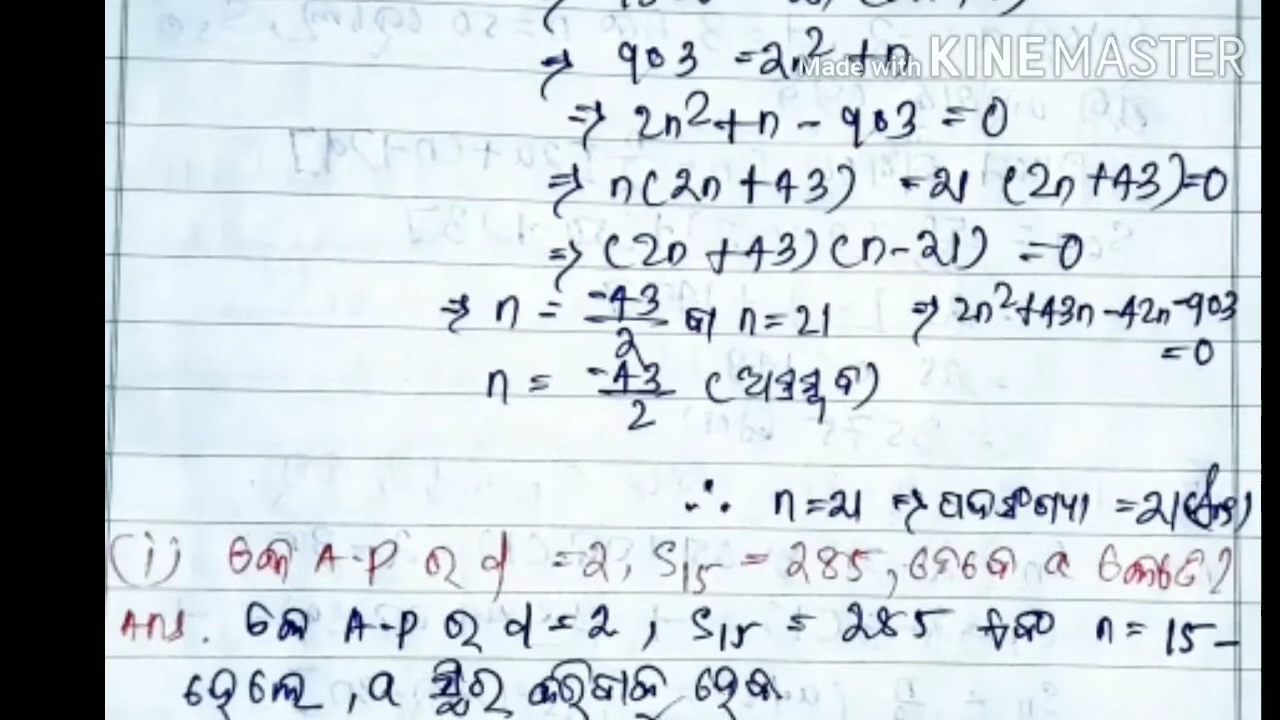 ⇒ 903 = 2n² + n
Made with KINEMASTER
⇒ 2n² + n - 903 = 0
⇒ n(2n + 43) - 21 (2n + 43) = 0
⇒ (2n + 43) (n - 21) = 0
⇒ n = -43/2 ବା n = 21 ⇒ 2n² + 43n - 42n - 903 = 0
n = -43/2 (ଅସମ୍ଭବ)
∴ n = 21 ⇒ ପଦସଂଖ୍ୟା = 21 (Ans)
(i) ଗୋଟିଏ A-P ର d = 2, S15 = 285, ତେବେ a କେତେ?
Ans. ଏକ A-P ର d = 2, S15 = 285 ଏବଂ n = 15 -
ହେଲେ, a ସ୍ଥିର କରିବାକୁ ହେବ